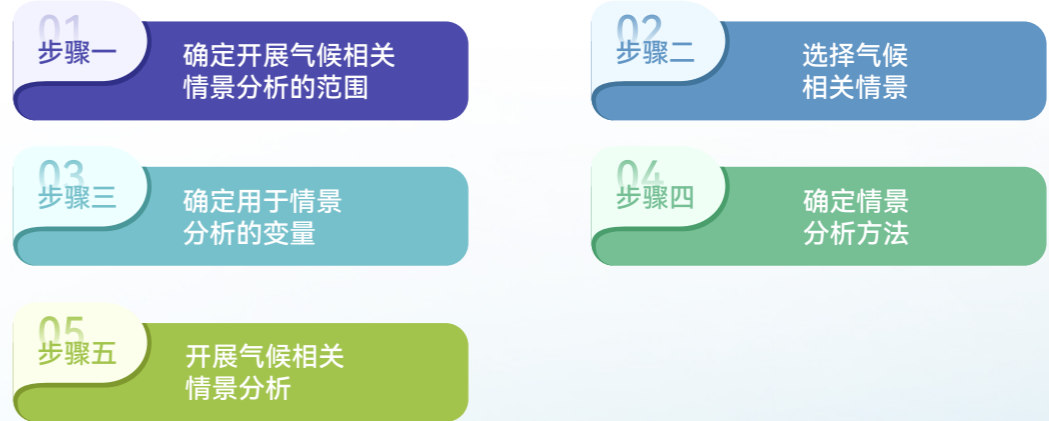 01
步骤一
确定开展气候相关
情景分析的范围
02
步骤二
选择气候
相关情景
03
步骤三
确定用于情景
分析的变量
04
步骤四
确定情景
分析方法
05
步骤五
开展气候相关
情景分析